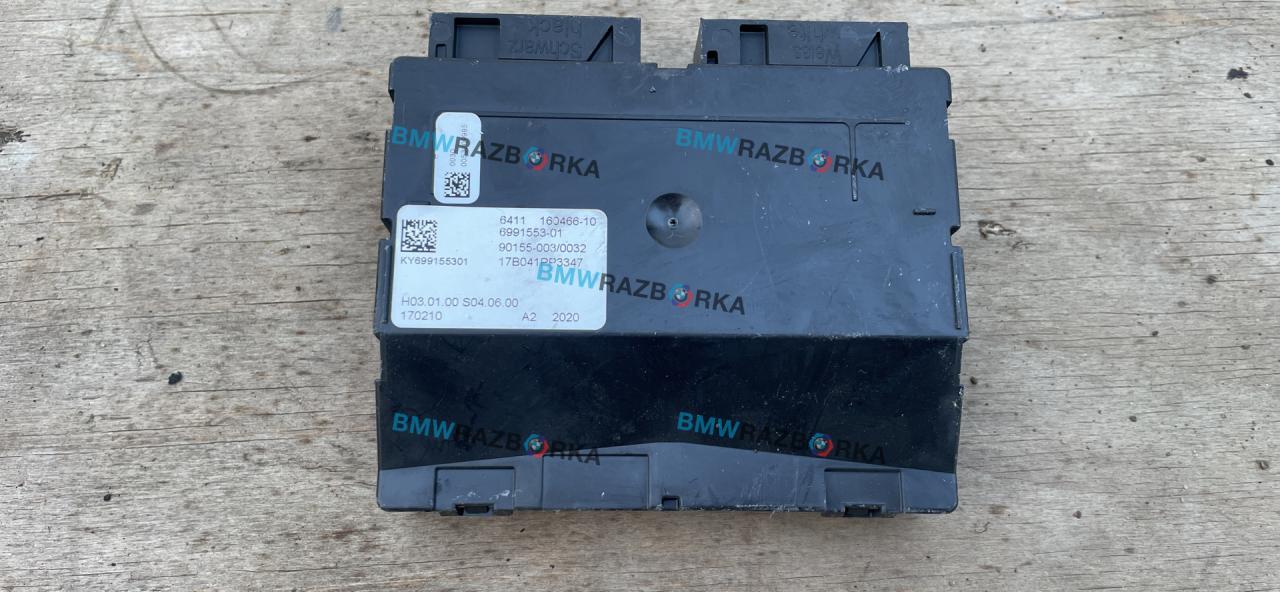 Schwarz
black
Weiss
BMWRAZBORKA
BMWRAZBORKA
6411 160466-10
6991553-01
90155-003/0032
KY699155301 17B041
BMWRAZBORKA
H03.01.00 S04.06.00
170210 A2 2020
BMWRAZBORKA
BMWRAZBORKA